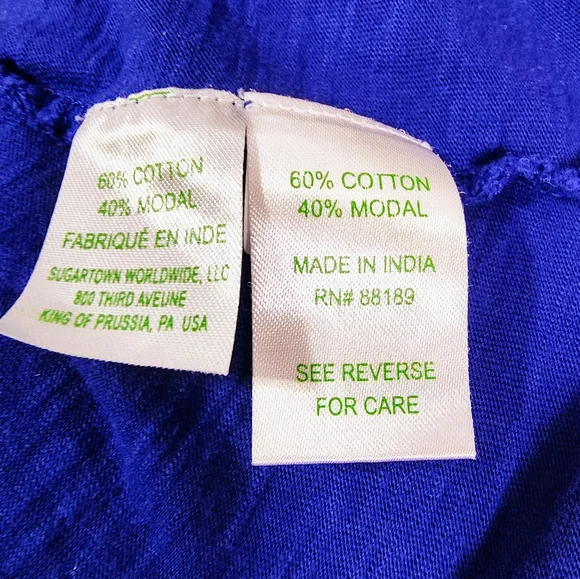 60% COTTON
40% MODAL
FABRIQUÉ EN INDE
SUGARTOWN WORLDWIDE, LLC
800 THIRD AVEUNE
KING OF PRUSSIA, PA USA
60% COTTON
40% MODAL
MADE IN INDIA
RN# 88189
SEE REVERSE
FOR CARE